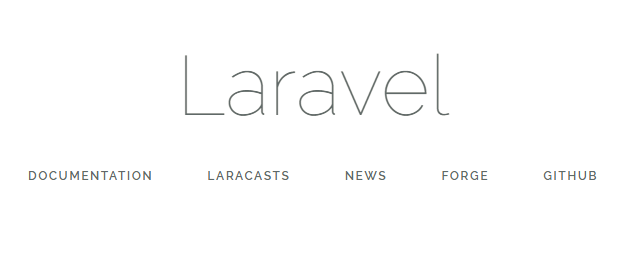 Laravel
DOCUMENTATION LARACASTS NEWS FORGE GITHUB